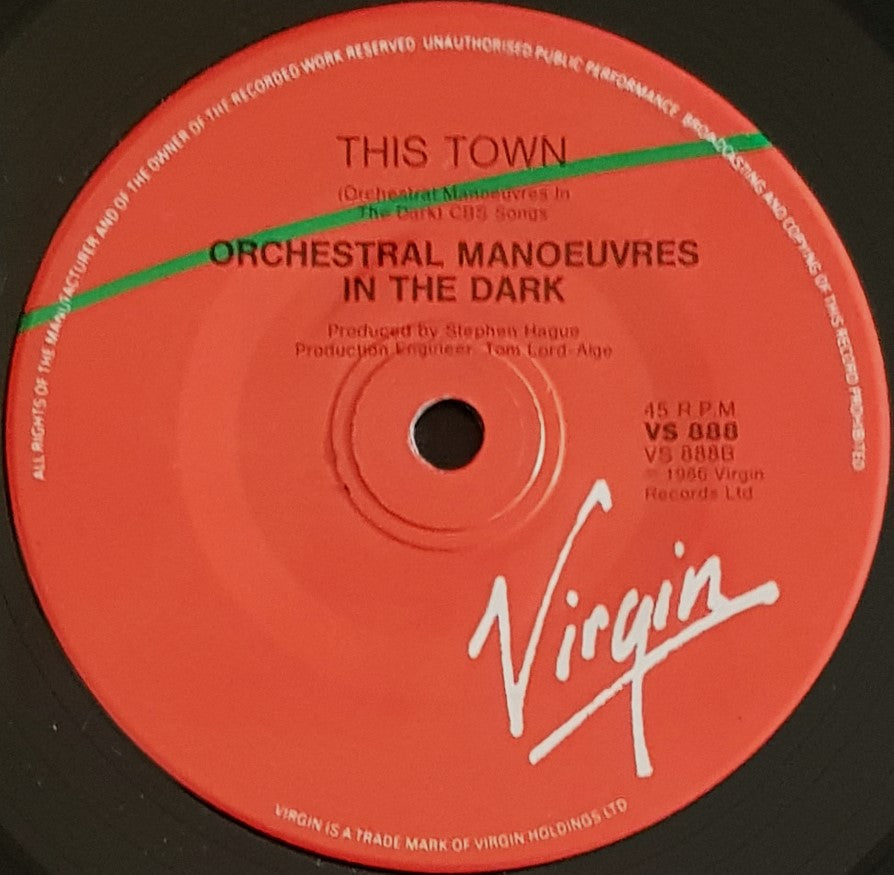 ALL RIGHTS OF THE MANUFACTURER AND OF THE OWNER OF THE RECORDED WORK RESERVED UNAUTHORISED PUBLIC PERFORMANCE BROADCASTING AND COPYING OF THIS RECORD PROHIBITED
THIS TOWN
(Orchestral Manoeuvres In
The Dark) CBS Songs
ORCHESTRAL MANOEUVRES
IN THE DARK
Produced by Stephen Hague
Production Engineer Tom Lord-Alge
45 R.P.M.
VS 888
VS 888B
℗ 1986 Virgin
Records Ltd
Virgin
VIRGIN IS A TRADE MARK OF VIRGIN HOLDINGS LTD